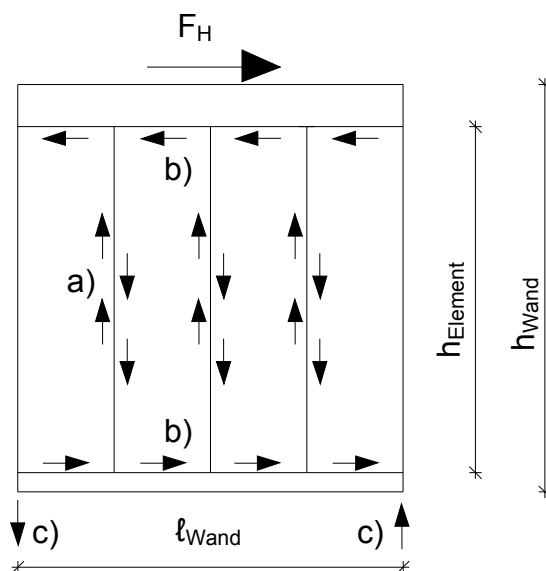 F_H
b)
a)
b)
c)
ℓ_Wand
c)
h_Element
h_Wand